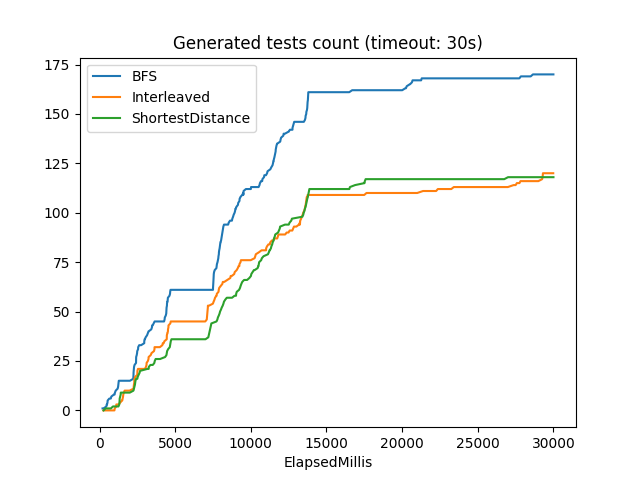 Generated tests count (timeout: 30s)
BFS
Interleaved
ShortestDistance
175
150
125
100
75
50
25
0
0 5000 10000 15000 20000 25000 30000
ElapsedMillis